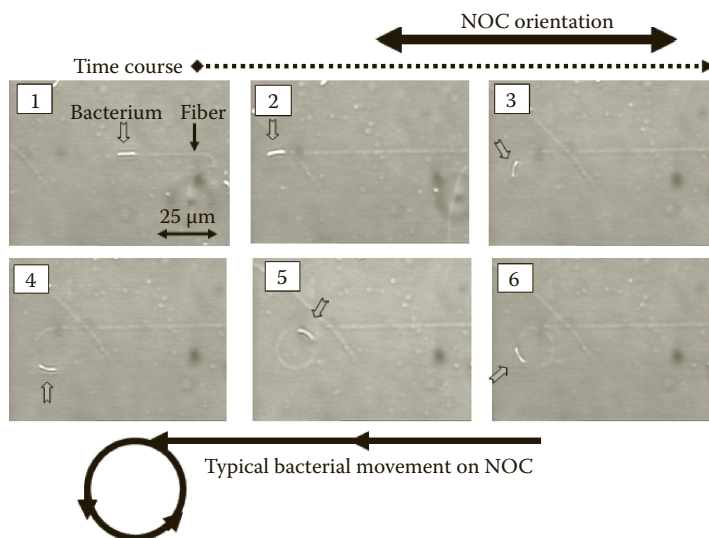 NOC orientation
Time course
1
2
3
Bacterium
Fiber
25 μm
4
5
6
Typical bacterial movement on NOC